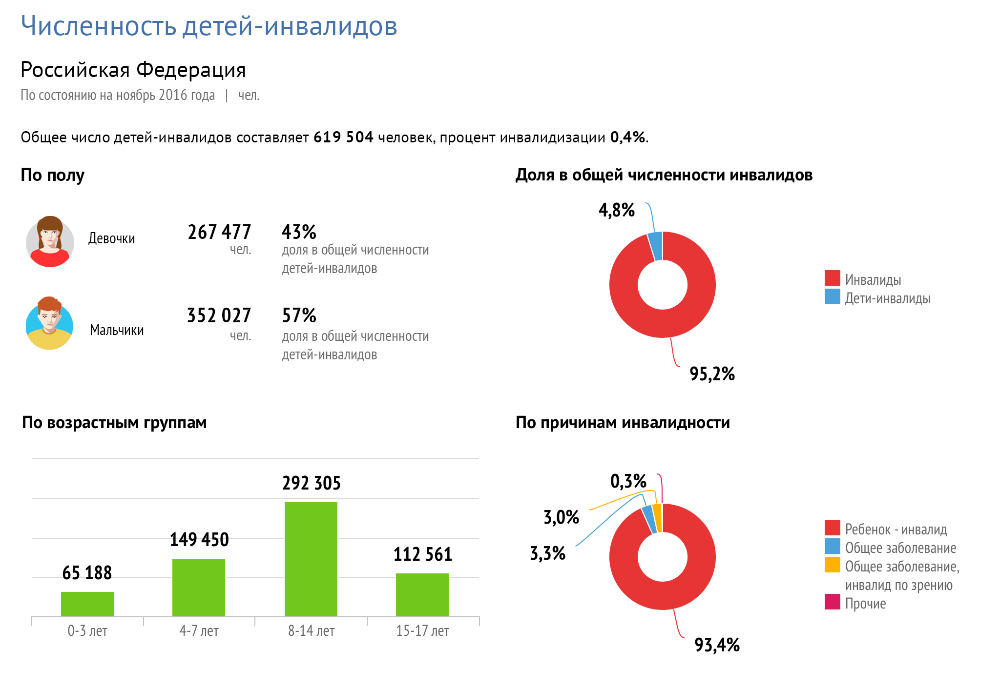 Численность детей-инвалидов
Российская Федерация
По состоянию на ноябрь 2016 года | чел.
Общее число детей-инвалидов составляет 619 504 человек, процент инвалидизации 0,4%.
По полу
Девочки 267 477 43%
чел. доля в общей численности
детей-инвалидов
Мальчики 352 027 57%
чел. доля в общей численности
детей-инвалидов
Доля в общей численности инвалидов
4,8%
95,2%
Инвалиды
Дети-инвалиды
По возрастным группам
65 188
149 450
292 305
112 561
0-3 лет
4-7 лет
8-14 лет
15-17 лет
По причинам инвалидности
0,3%
3,0%
3,3%
93,4%
Ребенок - инвалид
Общее заболевание
Общее заболевание,
инвалид по зрению
Прочие